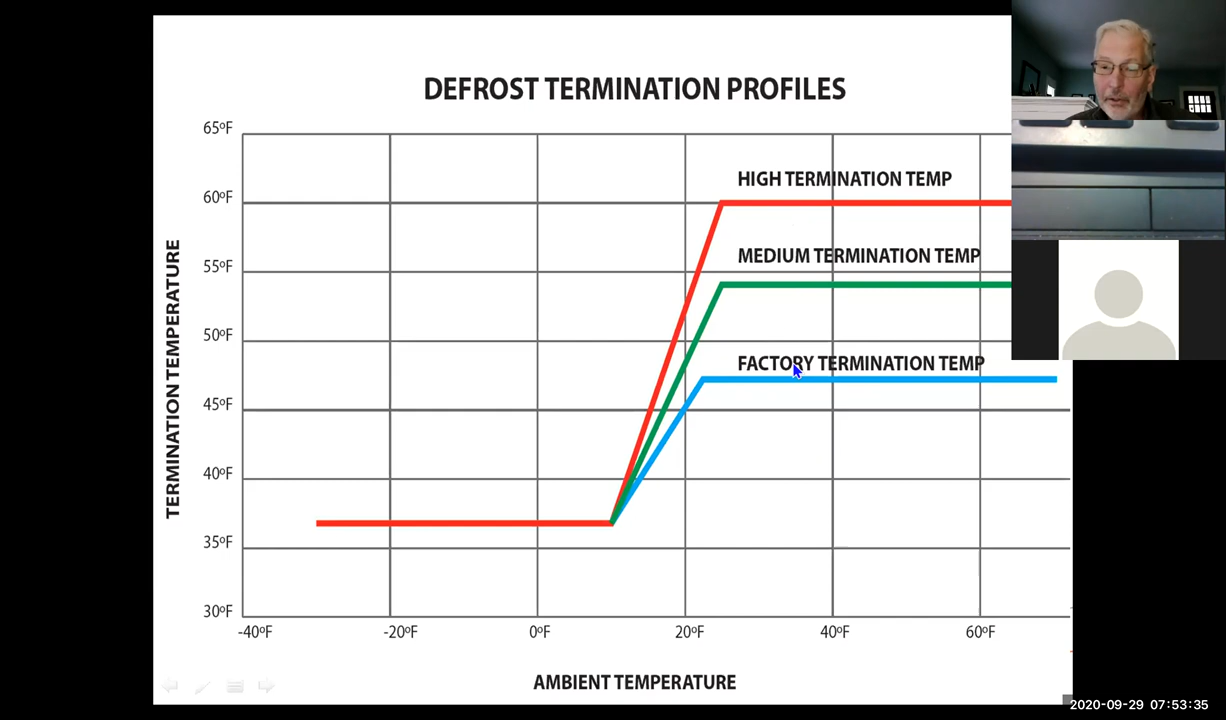 DEFROST TERMINATION PROFILES
65ºF
HIGH TERMINATION TEMP
60ºF
MEDIUM TERMINATION TEMP
55ºF
50ºF
FACTORY TERMINATION TEMP
45ºF
40ºF
35ºF
30ºF
TERMINATION TEMPERATURE
-40ºF
-20ºF
0ºF
20ºF
40ºF
60ºF
AMBIENT TEMPERATURE
2020-09-29 07:53:35